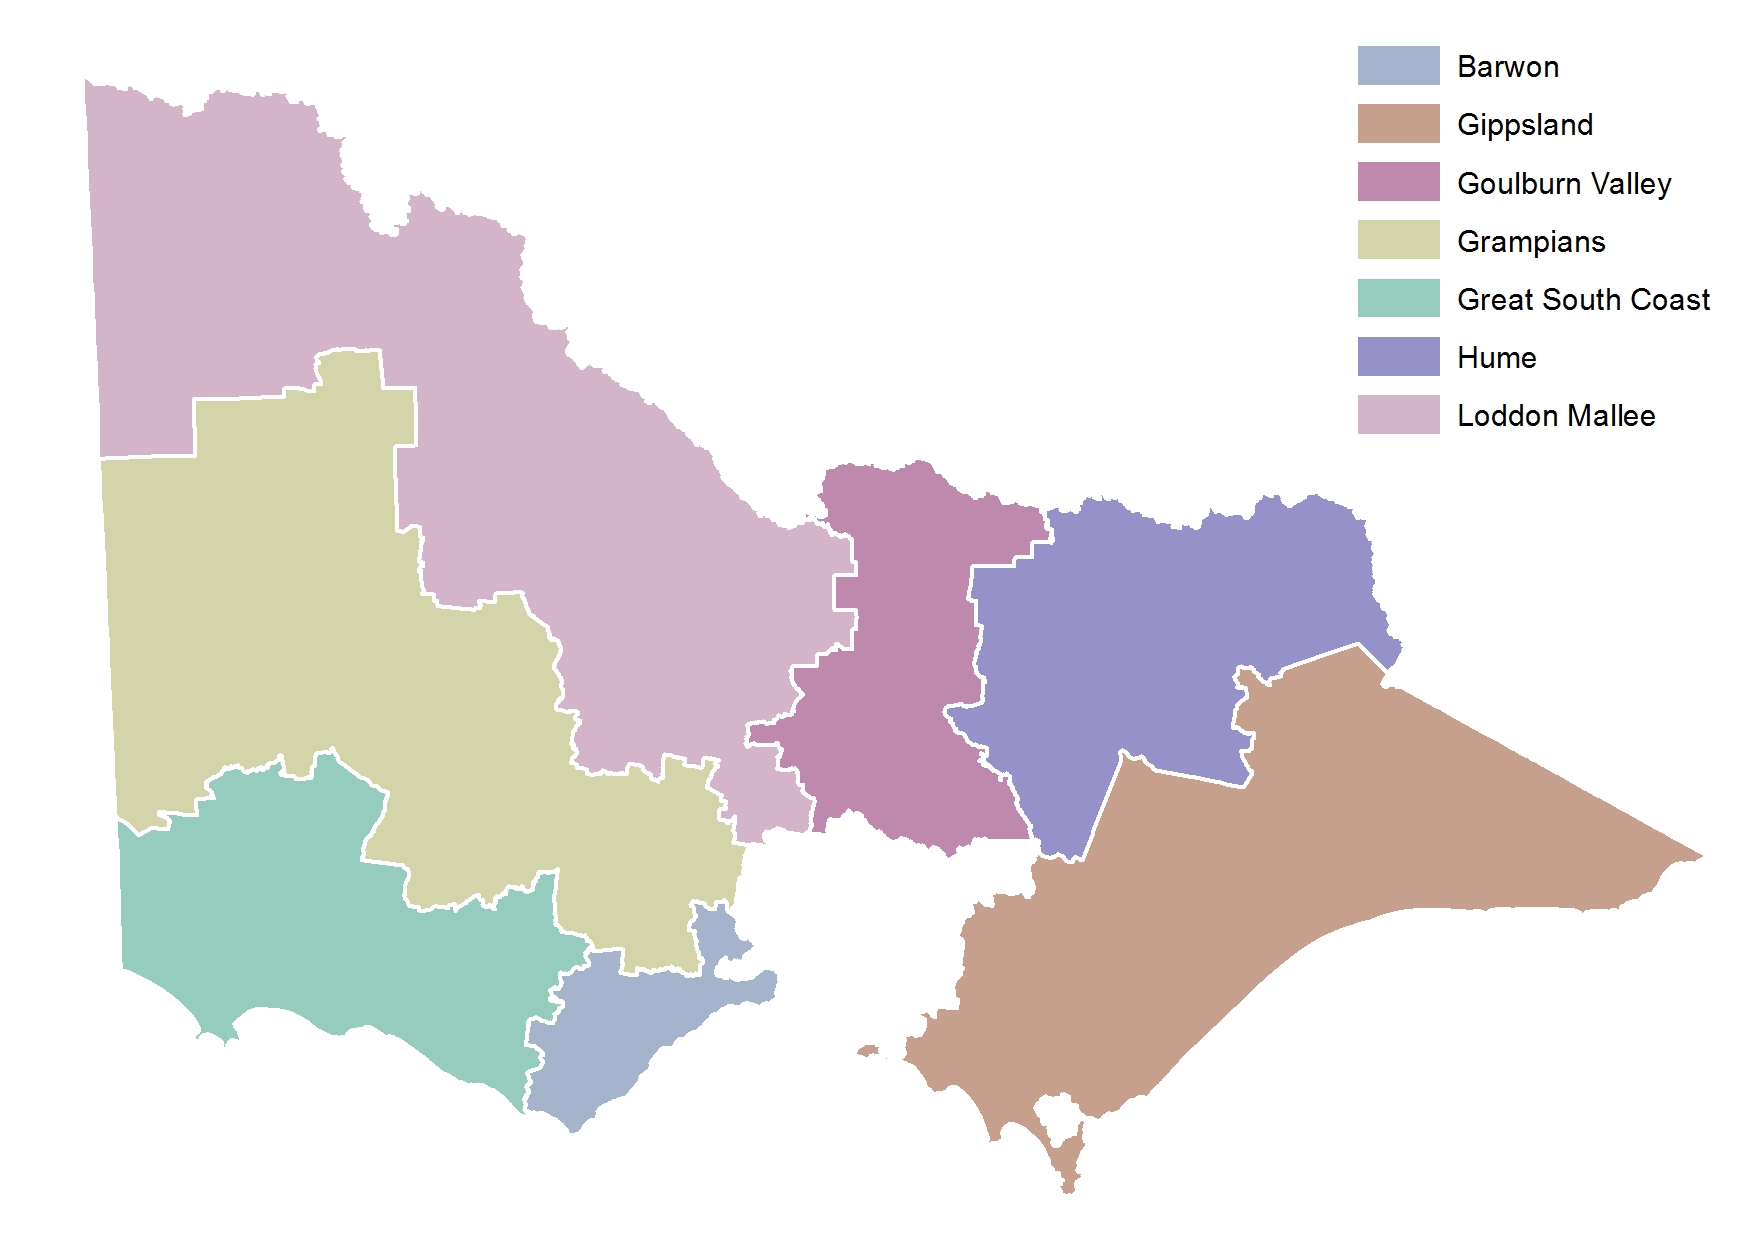 Barwon
Gippsland
Goulburn Valley
Grampians
Great South Coast
Hume
Loddon Mallee